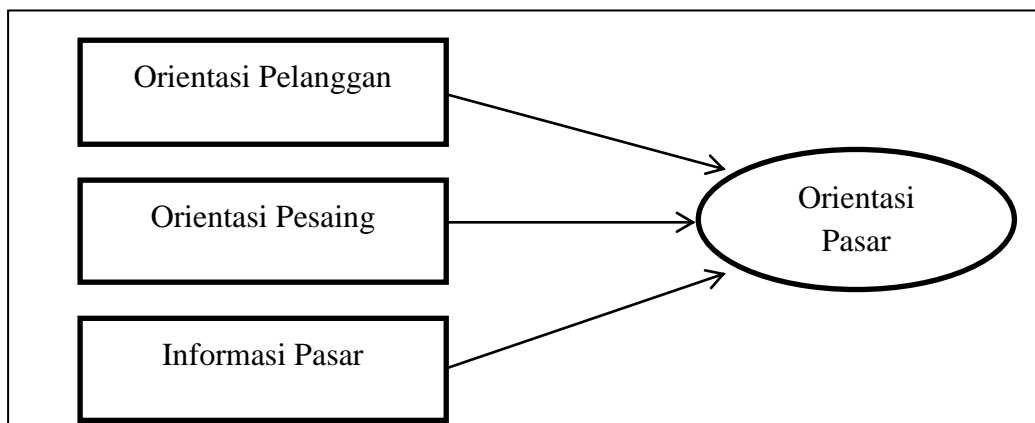 Orientasi Pelanggan
Orientasi Pesaing
Informasi Pasar
Orientasi
Pasar